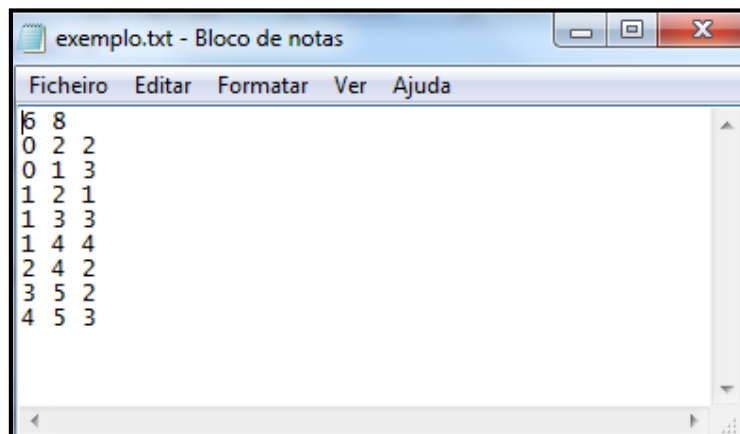 exemplo.txt - Bloco de notas
Ficheiro Editar Formatar Ver Ajuda
6 8
0 2 2
0 1 3
1 2 1
1 3 3
1 4 4
2 4 2
3 5 2
4 5 3